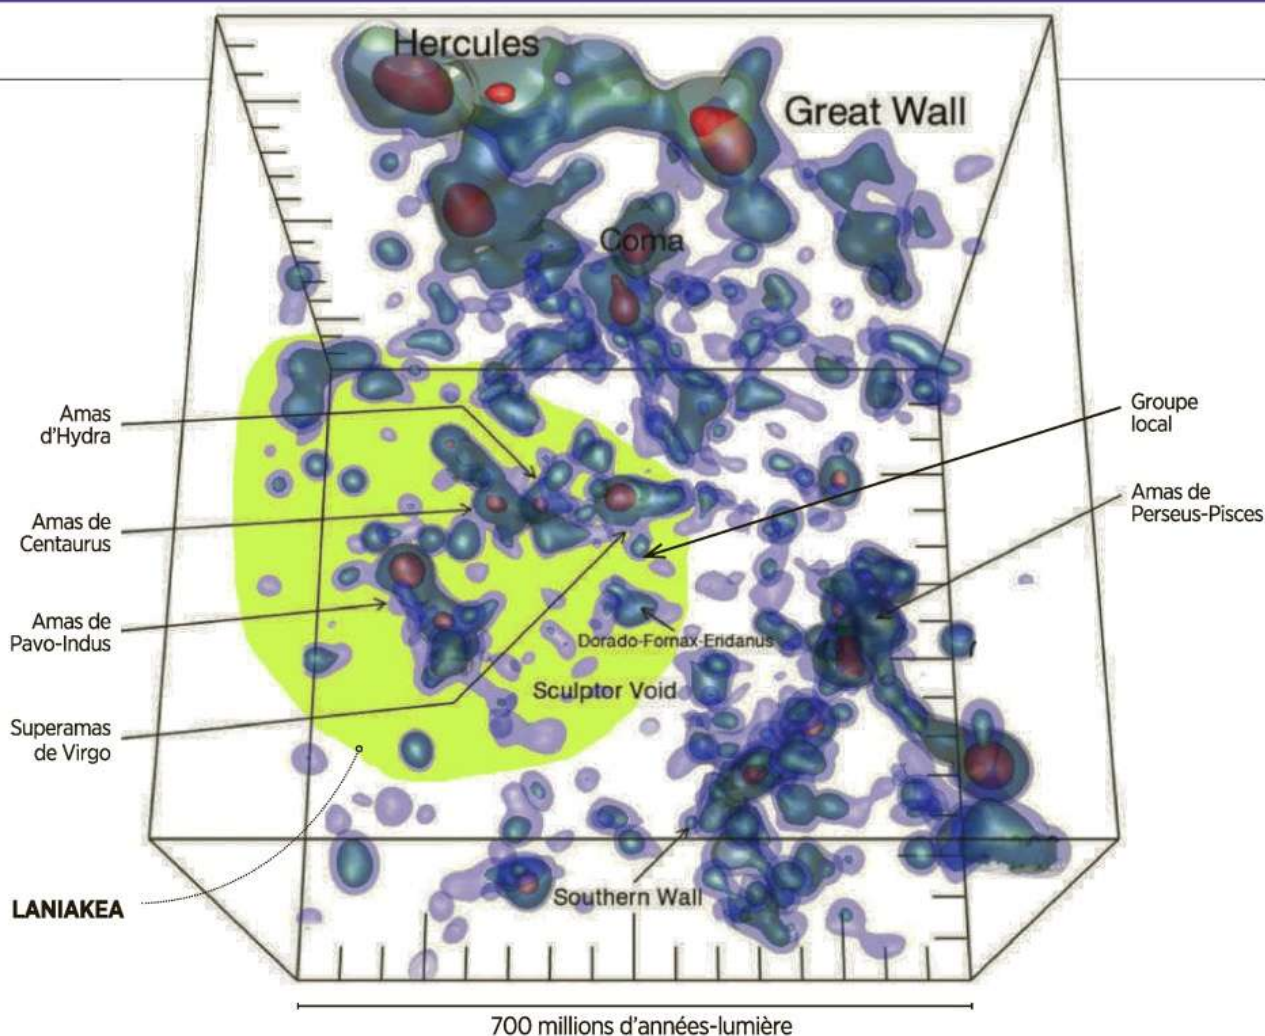 Hercules
Great Wall
Coma
Amas
d'Hydra
Groupe
local
Amas de
Perseus-Pisces
Amas de
Centaurus
Amas de
Pavo-Indus
Dorado-Fornax-Eridanus
Sculptor Void
Superamas
de Virgo
LANIAKEA
Southern Wall
700 millions d'années-lumière